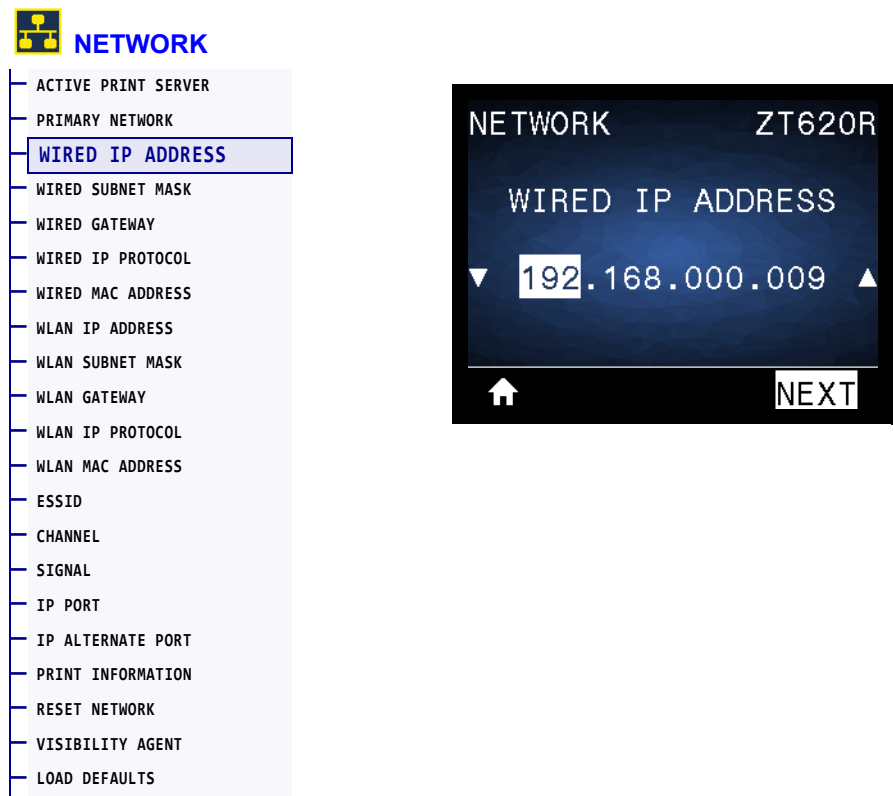 NETWORK
ACTIVE PRINT SERVER
PRIMARY NETWORK
WIRED IP ADDRESS
WIRED SUBNET MASK
WIRED GATEWAY
WIRED IP PROTOCOL
WIRED MAC ADDRESS
WLAN IP ADDRESS
WLAN SUBNET MASK
WLAN GATEWAY
WLAN IP PROTOCOL
WLAN MAC ADDRESS
ESSID
CHANNEL
SIGNAL
IP PORT
IP ALTERNATE PORT
PRINT INFORMATION
RESET NETWORK
VISIBILITY AGENT
LOAD DEFAULTS
NETWORK ZT620R
WIRED IP ADDRESS
192.168.000.009
NEXT